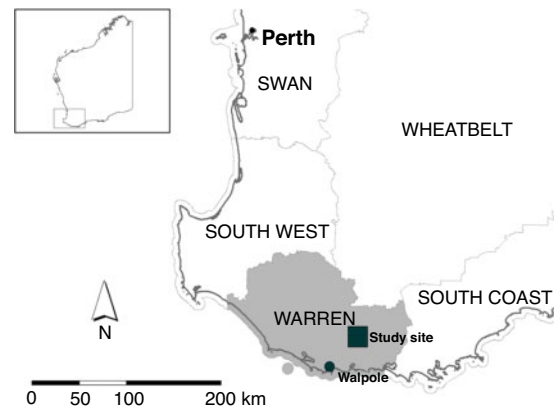 Perth
SWAN
WHEATBELT
SOUTH WEST
SOUTH COAST
WARREN
Study site
Walpole
N
0 50 100 200 km